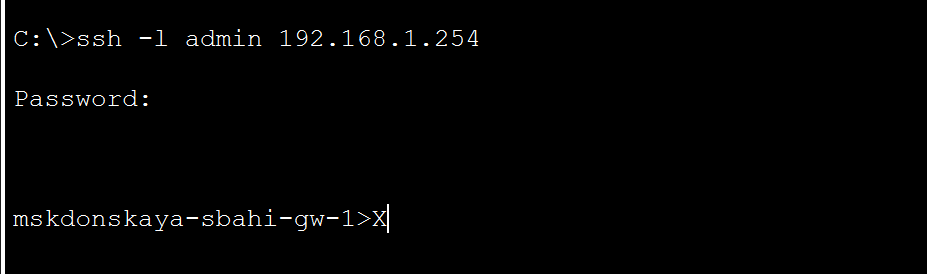 C:\>ssh -l admin 192.168.1.254
Password:
mskdonskaya-sbahi-gw-1>X